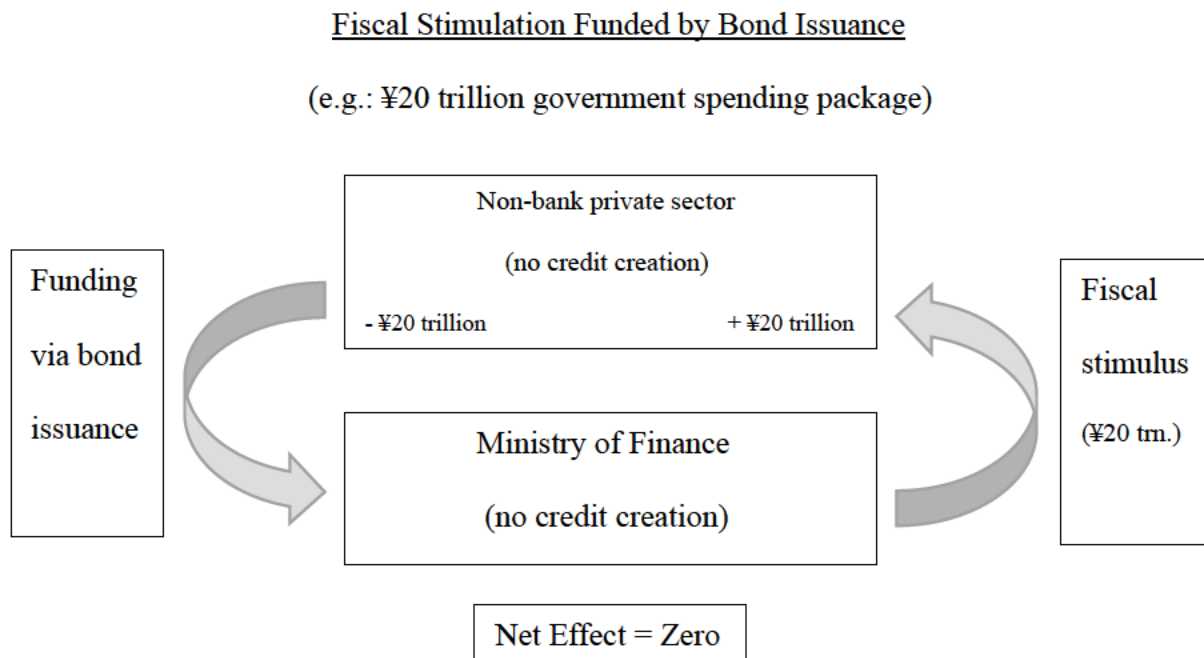 Fiscal Stimulation Funded by Bond Issuance
(e.g.: ¥20 trillion government spending package)
Non-bank private sector
(no credit creation)
- ¥20 trillion
+ ¥20 trillion
Funding
via bond
issuance
Fiscal
stimulus
(¥20 trn.)
Ministry of Finance
(no credit creation)
Net Effect = Zero